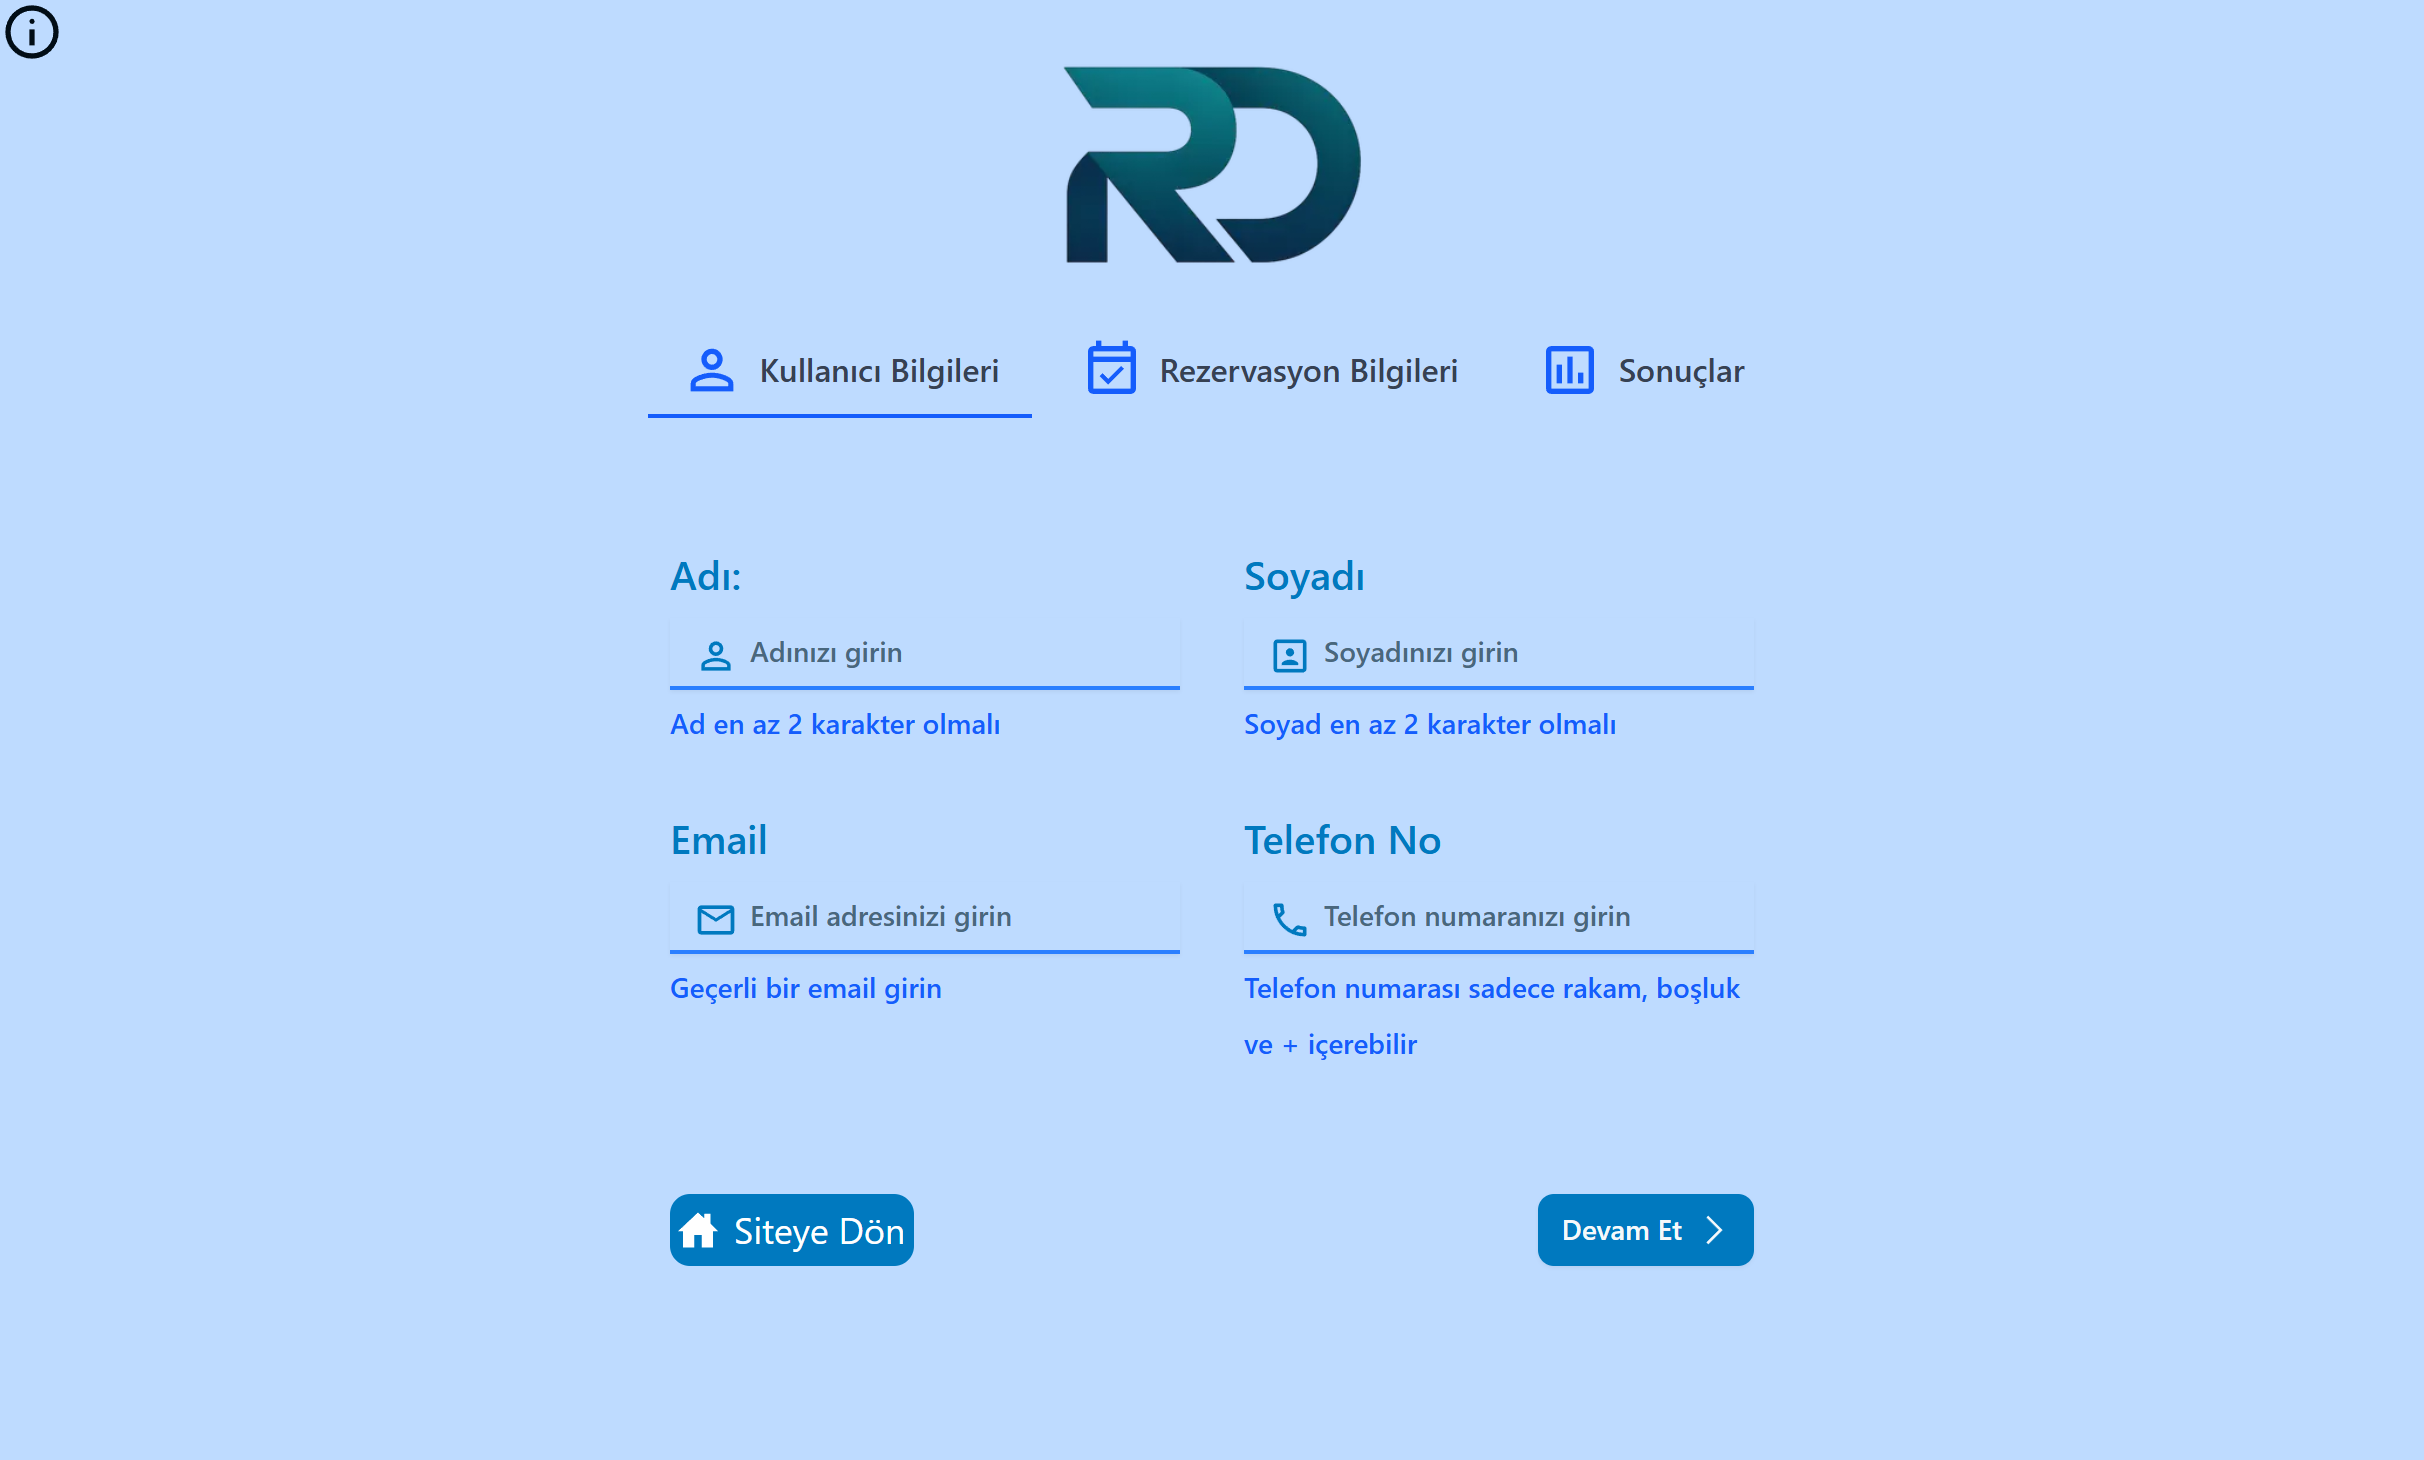 RD
Kullanıcı Bilgileri
Rezervasyon Bilgileri
Sonuçlar
Adı:
Soyadı
Adınızı girin
Soyadınızı girin
Ad en az 2 karakter olmalı
Soyad en az 2 karakter olmalı
Email
Telefon No
Email adresinizi girin
Telefon numaranızı girin
Geçerli bir email girin
Telefon numarası sadece rakam, boşluk
ve + içerebilir
Siteye Dön
Devam Et